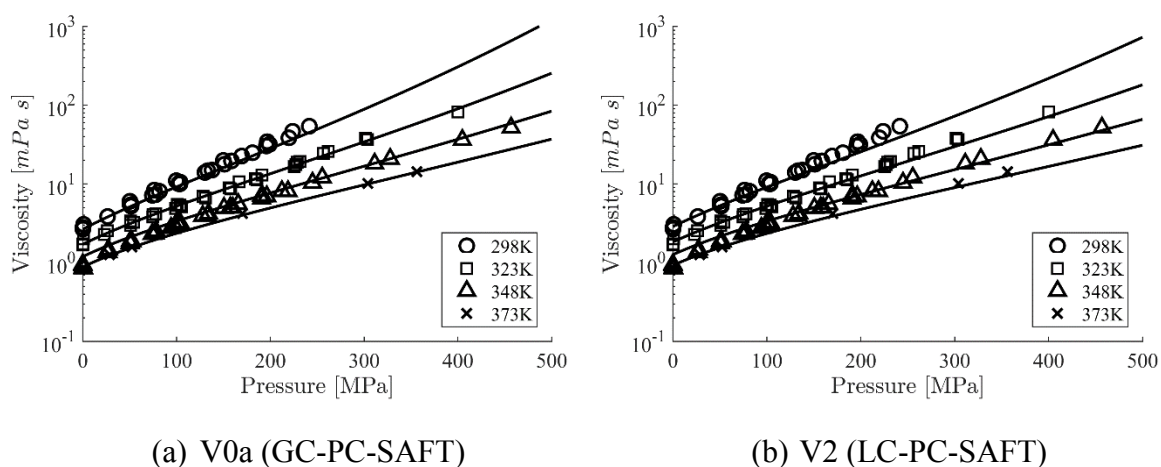 10^3
10^2
10^1
10^0
10^-1
Viscosity [mPa s]
0 100 200 300 400 500
Pressure [MPa]
298K
323K
348K
373K
(a) V0a (GC-PC-SAFT)
10^3
10^2
10^1
10^0
10^-1
Viscosity [mPa s]
0 100 200 300 400 500
Pressure [MPa]
298K
323K
348K
373K
(b) V2 (LC-PC-SAFT)